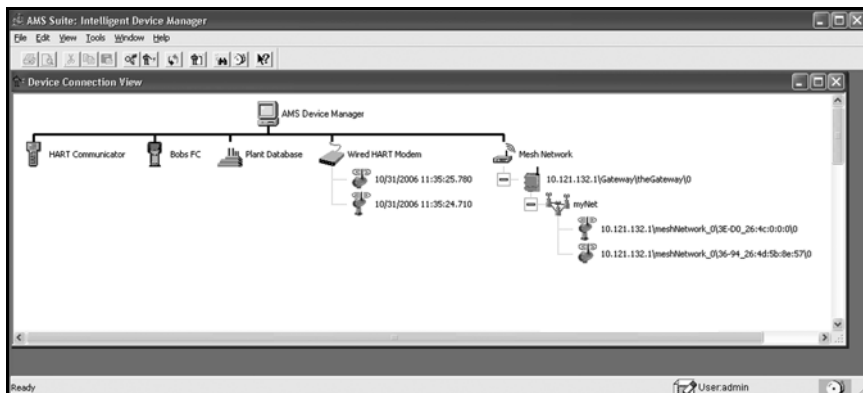 AMS Suite: Intelligent Device Manager
File Edit View Tools Window Help
Device Connection View
AMS Device Manager
HART Communicator
Bobs FC
Plant Database
Wired HART Modem
Mesh Network
10/31/2006 11:35:25.780
10.121.132.1\Gateway\theGateway\0
10/31/2006 11:35:24.710
myNet
10.121.132.1\meshNetwork_0\3E-D0_26:4c:0:0:0\0
10.121.132.1\meshNetwork_0\36-94_26:4d:5b:8e:57\0
Ready
User:admin